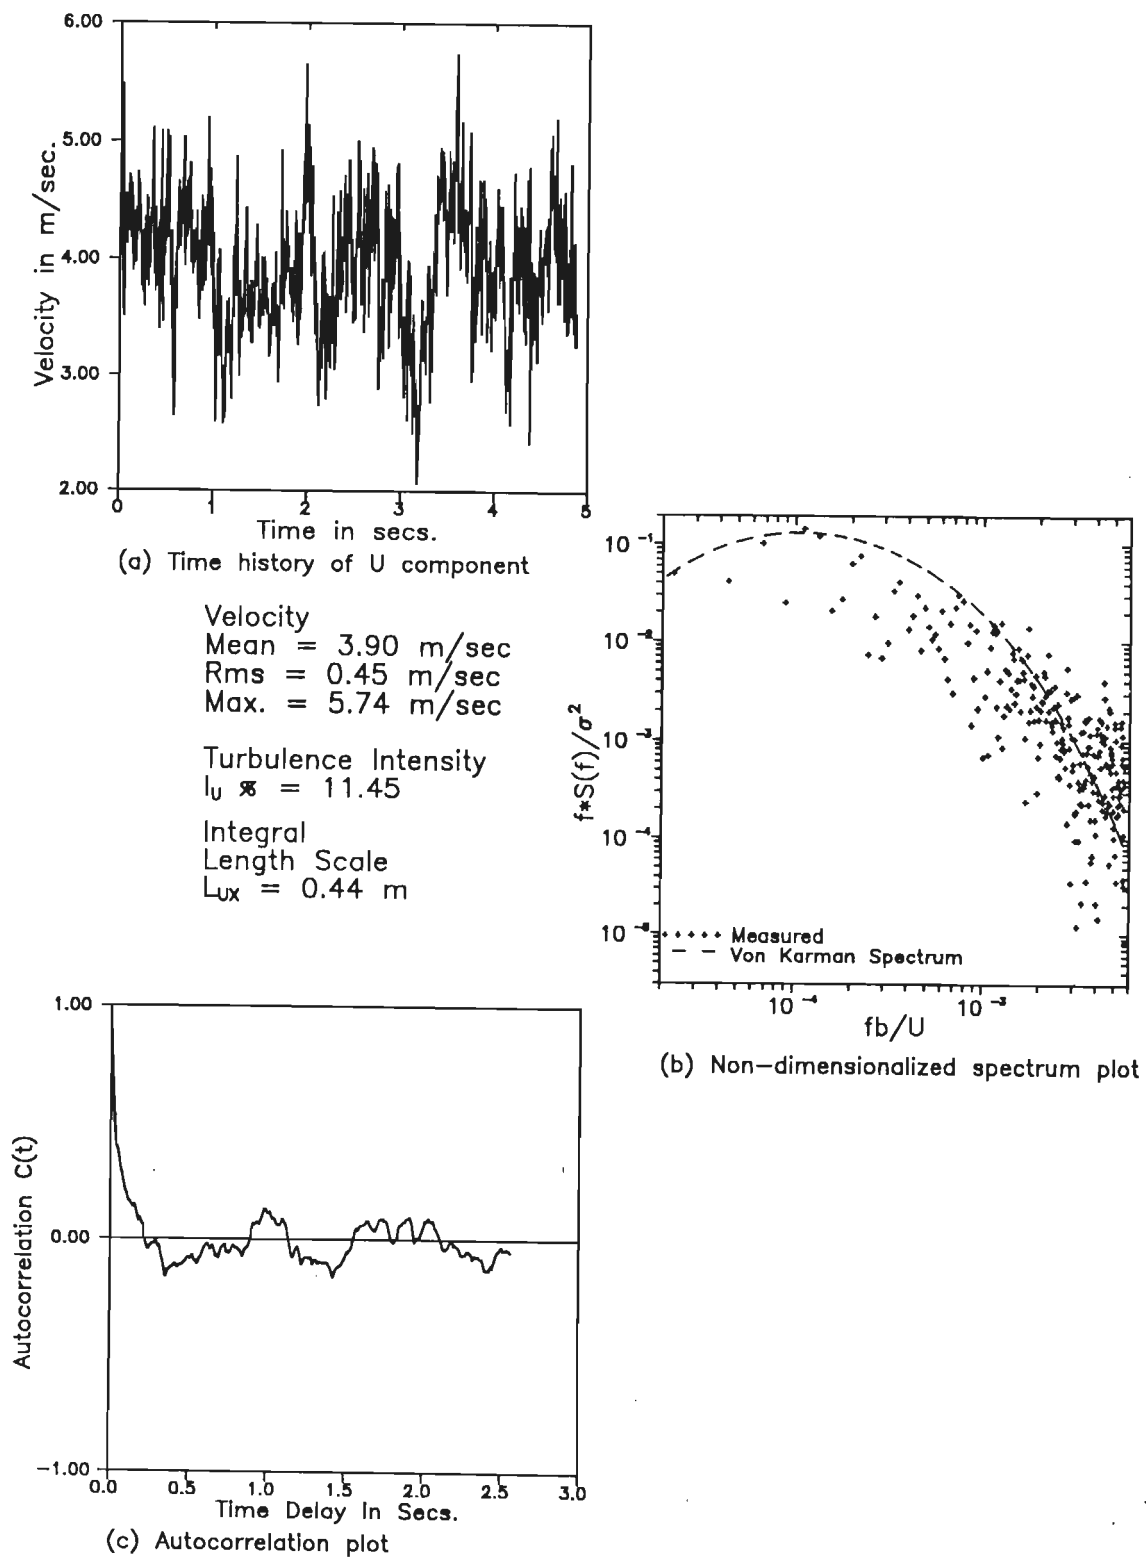 6.00
5.00
4.00
3.00
2.00
Velocity in m/sec.
0 1 2 3 4 5
Time in secs.
(a) Time history of U component
Velocity
Mean = 3.90 m/sec
Rms = 0.45 m/sec
Max. = 5.74 m/sec
Turbulence Intensity
I_U % = 11.45
Integral
Length Scale
L_UX = 0.44 m
10⁻¹
10⁻²
10⁻³
10⁻⁴
10⁻⁵
f*S(f)/σ²
Measured
Von Karman Spectrum
10⁻⁴ 10⁻³
fb/U
(b) Non-dimensionalized spectrum plot
1.00
0.00
-1.00
Autocorrelation C(t)
0.0 0.5 1.0 1.5 2.0 2.5 3.0
Time Delay In Secs.
(c) Autocorrelation plot